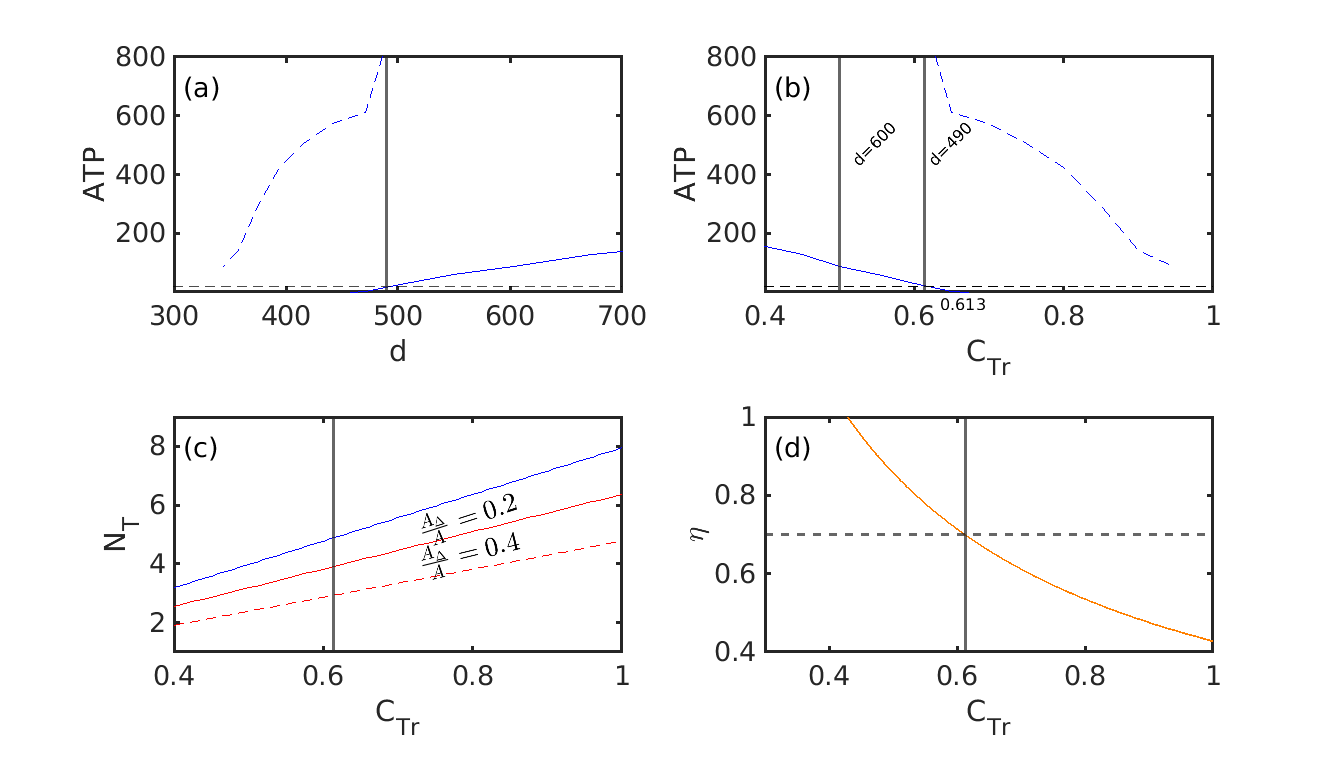 800
600
400
200
ATP
(a)
300 400 500 600 700
d
800
600
400
200
ATP
(b)
d=600
d=490
0.613
0.4 0.6 0.8 1
C_Tr
8
6
4
2
N_T
(c)
A_Δ/A = 0.2
A_Δ/A = 0.4
0.4 0.6 0.8 1
C_Tr
1
0.8
0.6
0.4
η
(d)
0.4 0.6 0.8 1
C_Tr